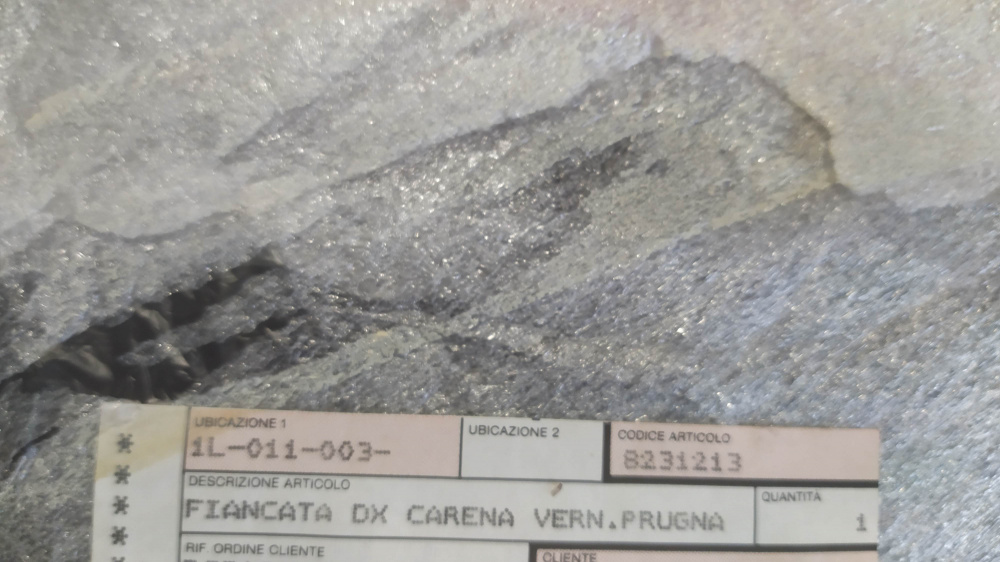 UBICAZIONE 1
1L-011-003-
UBICAZIONE 2
CODICE ARTICOLO
8231213
DESCRIZIONE ARTICOLO
FIANCATA DX CARENA VERN.PRUGNA
QUANTITÀ
1
RIF. ORDINE CLIENTE
CLIENTE